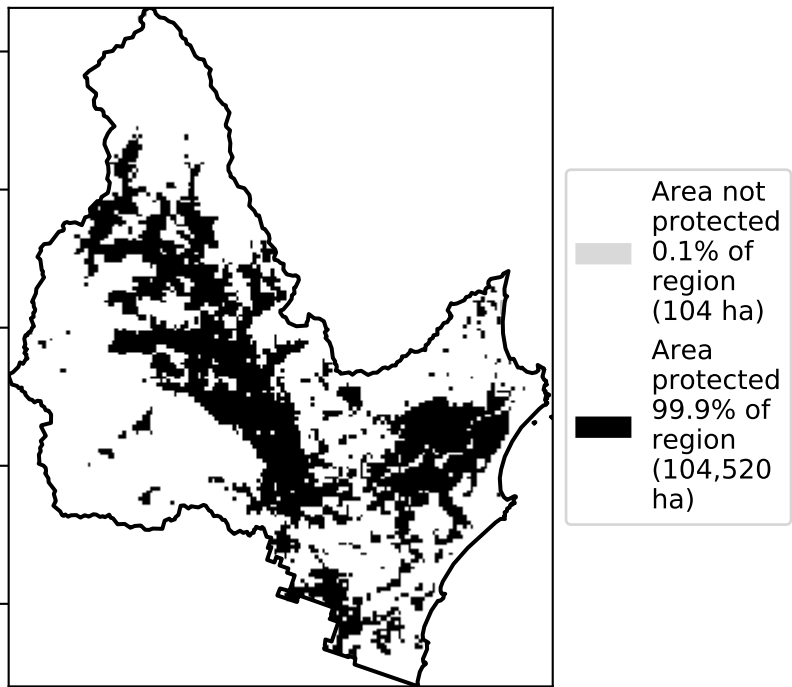 Area not
protected
0.1% of
region
(104 ha)
Area
protected
99.9% of
region
(104,520
ha)